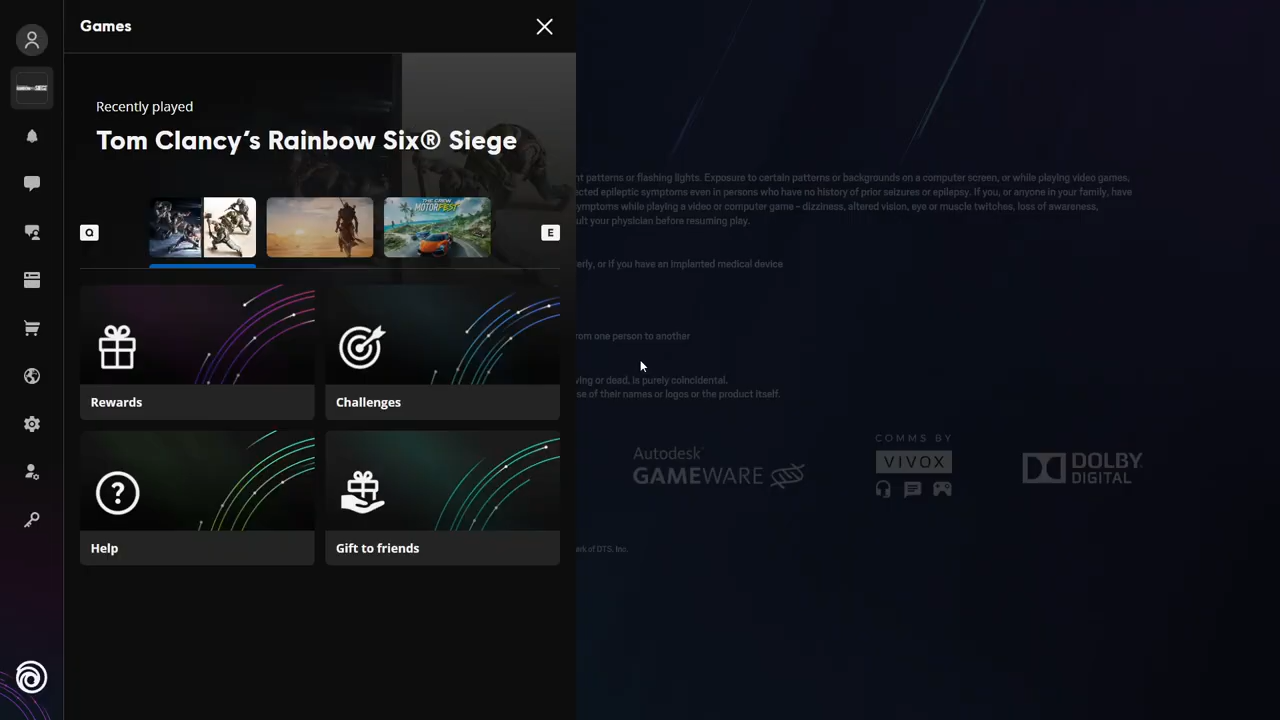 Games
Recently played
Tom Clancy's Rainbow Six® Siege
THE CREW
MOTORFEST
Q
E
Rewards
Challenges
Help
Gift to friends
nt patterns or flashing lights. Exposure to certain patterns or backgrounds on a computer screen, or while playing video games,
ected epileptic symptoms even in persons who have no history of prior seizures or epilepsy. If you, or anyone in your family, have
ymptoms while playing a video or computer game - dizziness, altered vision, eye or muscle twitches, loss of awareness,
ult your physician before resuming play.
erly, or if you have an implanted medical device
rom one person to another
ving or dead, is purely coincidental.
se of their names or logos or the product itself.
Autodesk®
GAMEWARE
COMMS BY
VIVOX
DOLBY
DIGITAL
ark of DTS, Inc.